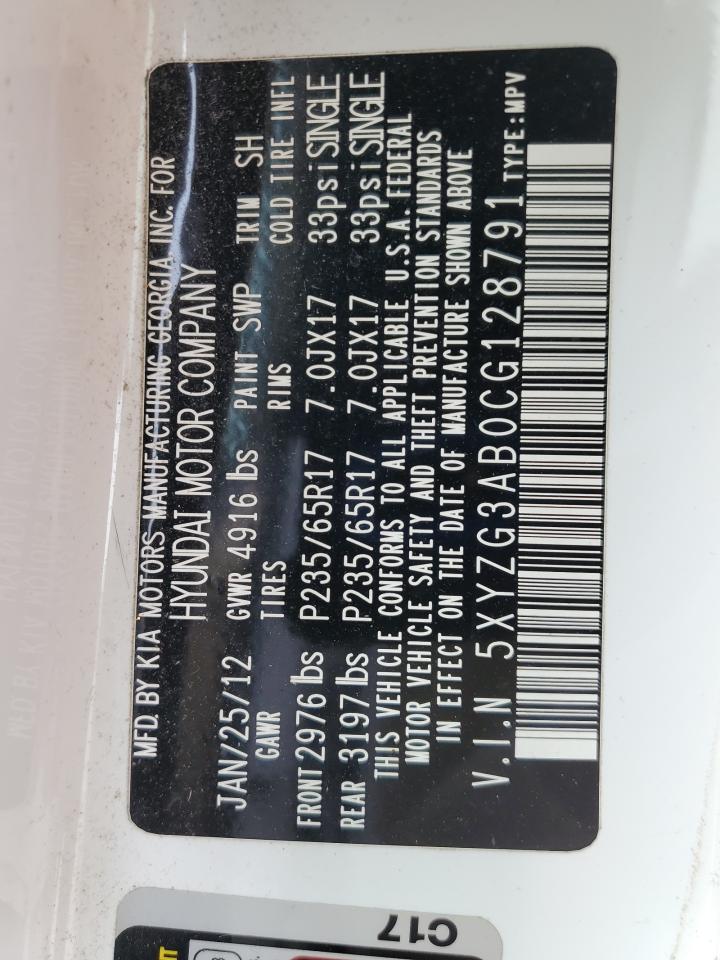 MFD. BY KIA MOTORS MANUFACTURING GEORGIA INC. FOR
HYUNDAI MOTOR COMPANY
JAN/25/12 GVWR 4916 lbs PAINT SWP TRIM SH
GAWR TIRES RIMS COLD TIRE INFL
FRONT 2976 lbs P235/65R17 7.0JX17 33psi SINGLE
REAR 3197 lbs P235/65R17 7.0JX17 33psi SINGLE
THIS VEHICLE CONFORMS TO ALL APPLICABLE U.S.A. FEDERAL
MOTOR VEHICLE SAFETY AND THEFT PREVENTION STANDARDS
IN EFFECT ON THE DATE OF MANUFACTURE SHOWN ABOVE
V.I.N 5XYZG3AB0CG128791 TYPE:MPV
C17